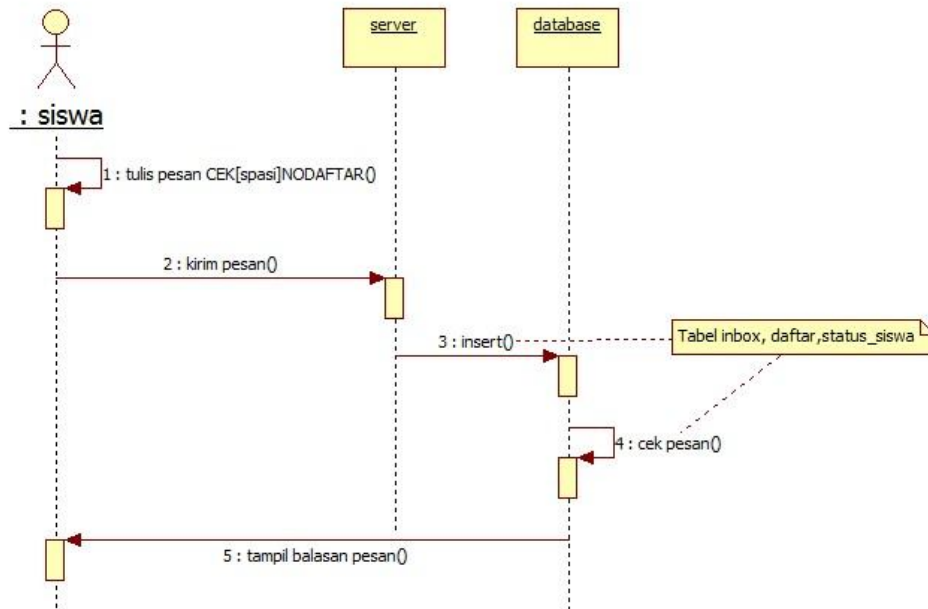 server
database
: siswa
1 : tulis pesan CEK[spasi]NODAFTAR()
2 : kirim pesan()
3 : insert()
Tabel inbox, daftar,status_siswa
4 : cek pesan()
5 : tampil balasan pesan()